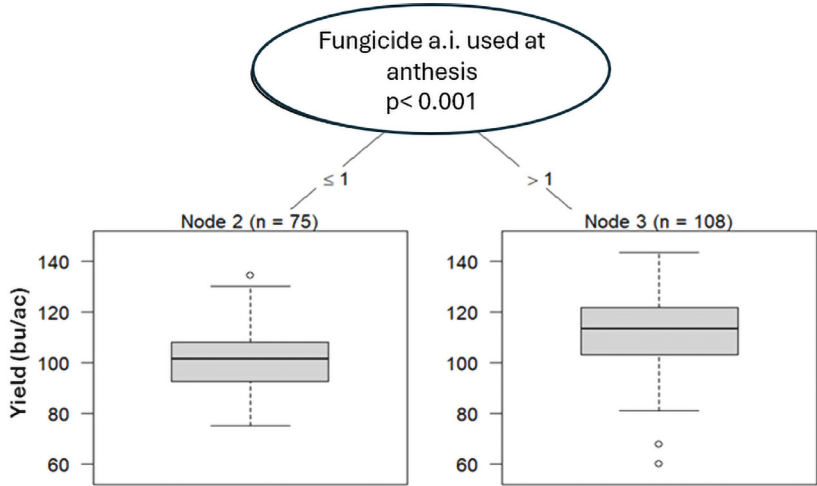 Fungicide a.i. used at
anthesis
p< 0.001
≤ 1
> 1
Node 2 (n = 75)
Node 3 (n = 108)
Yield (bu/ac)
140
120
100
80
60
140
120
100
80
60